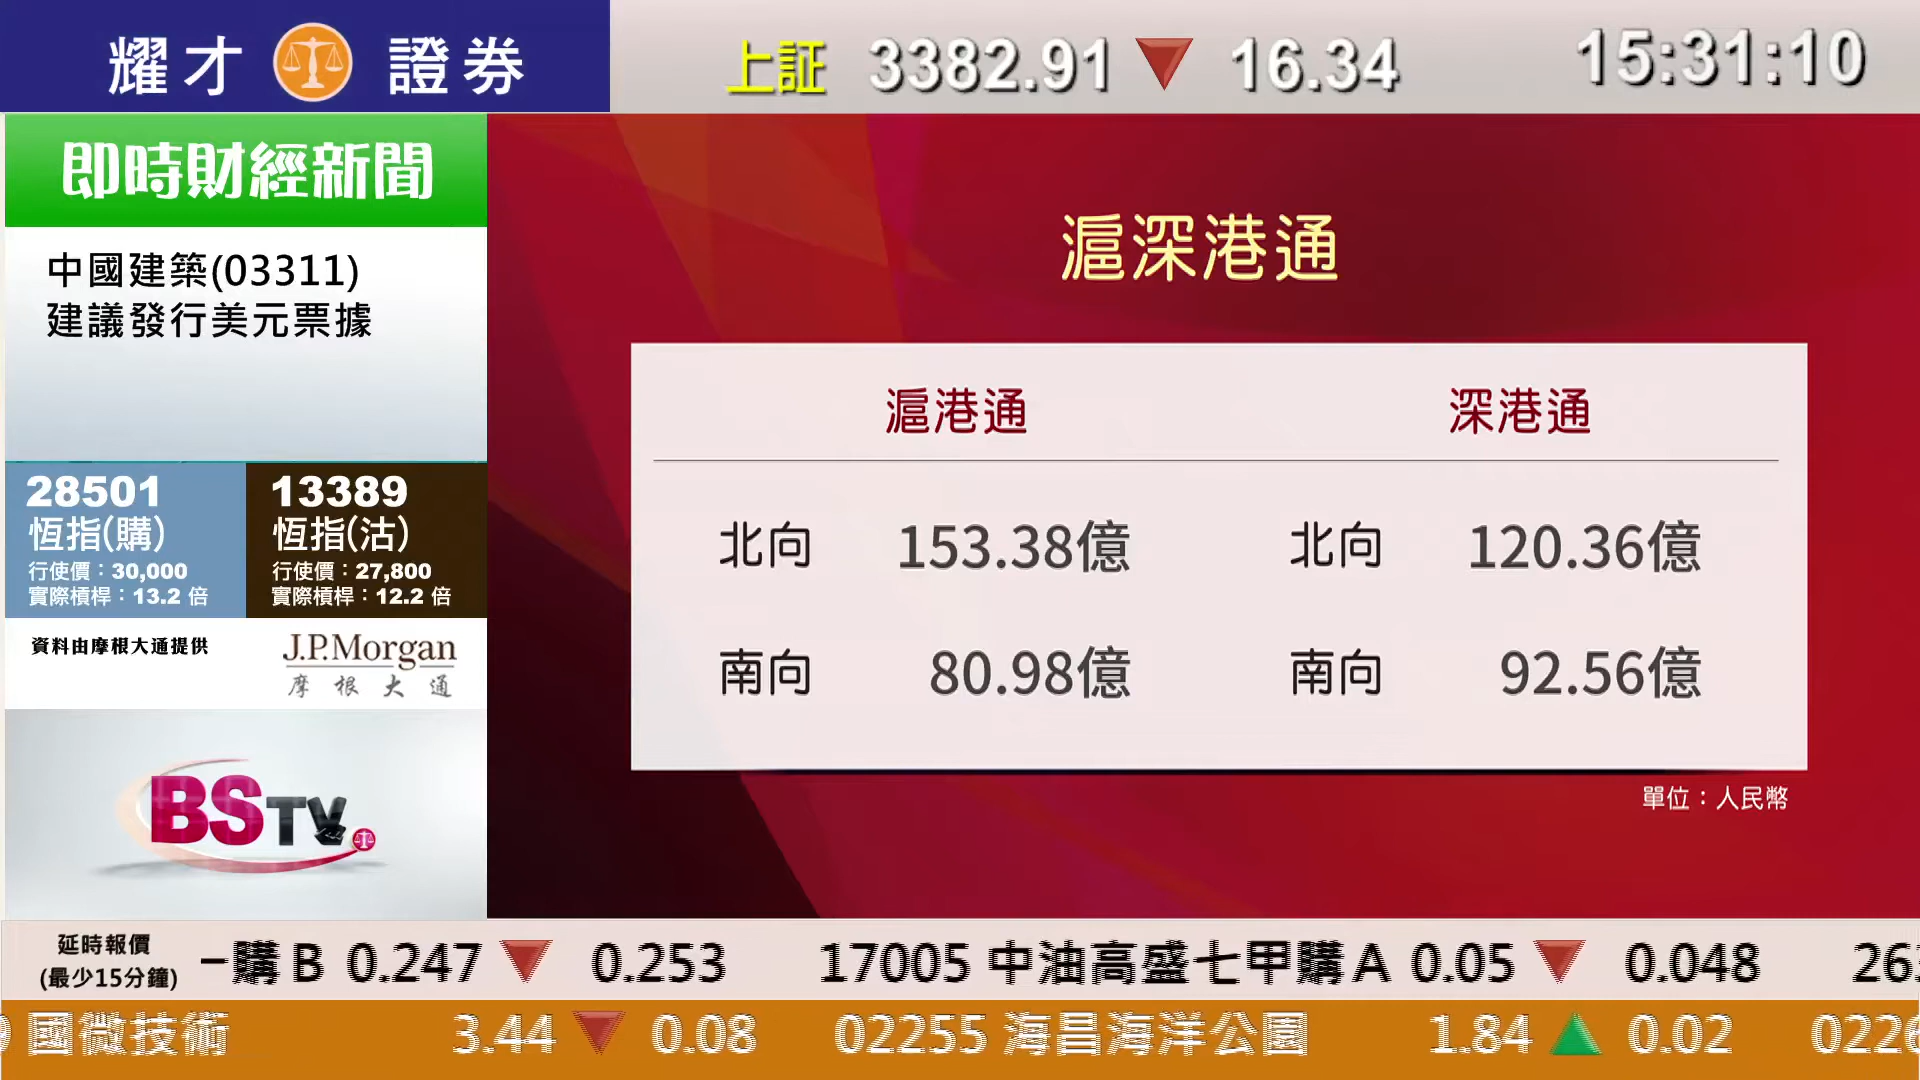 耀才 證券
上証 3382.91 ▼ 16.34
15:31:10
即時財經新聞
中國建築(03311)
建議發行美元票據
28501
恆指(購)
行使價：30,000
實際槓桿：13.2 倍
13389
恆指(沽)
行使價：27,800
實際槓桿：12.2 倍
資料由摩根大通提供
J.P.Morgan
摩根大通
BSTV
滬深港通
滬港通 深港通
北向 153.38億 北向 120.36億
南向 80.98億 南向 92.56億
單位：人民幣
延時報價
(最少15分鐘)
一購B 0.247 ▼ 0.253 17005 中油高盛七甲購A 0.05 ▼ 0.048
國微技術 3.44 ▼ 0.08 02255 海昌海洋公園 1.84 ▲ 0.02 0226